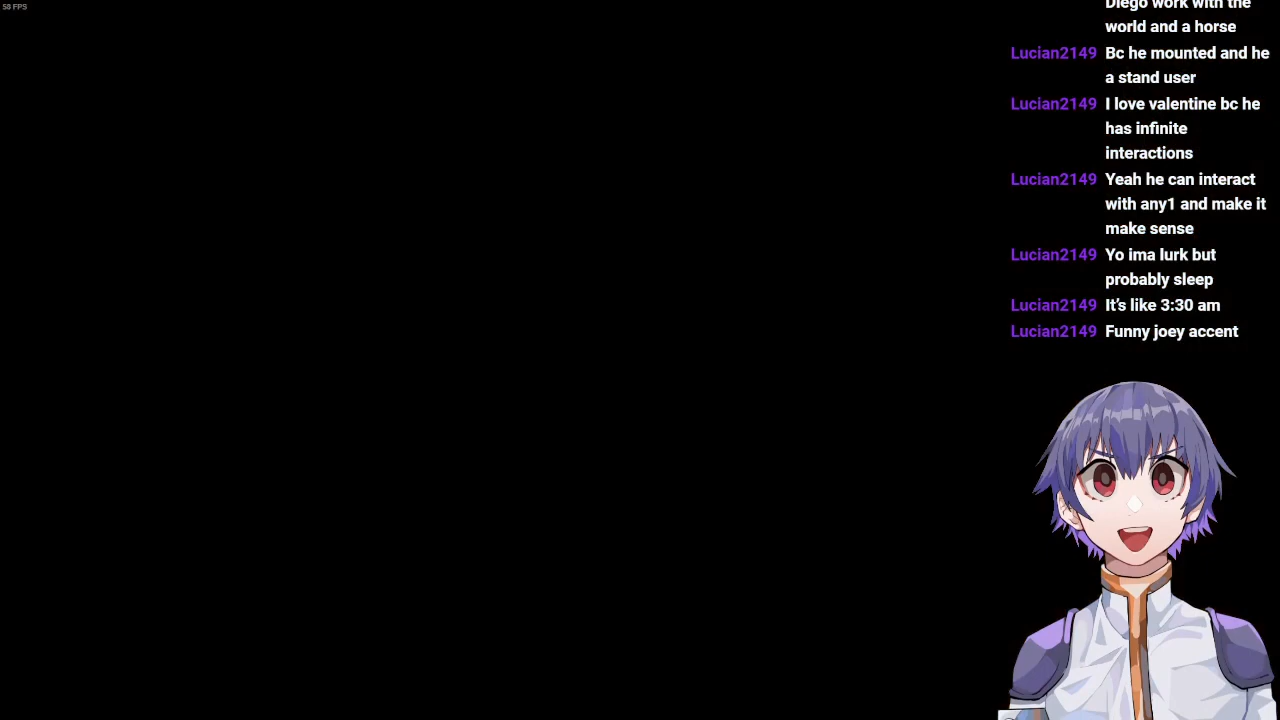 58 FPS
Diego work with the
world and a horse
Lucian2149 Bc he mounted and he
a stand user
Lucian2149 I love valentine bc he
has infinite
interactions
Lucian2149 Yeah he can interact
with any1 and make it
make sense
Lucian2149 Yo ima lurk but
probably sleep
Lucian2149 It's like 3:30 am
Lucian2149 Funny joey accent